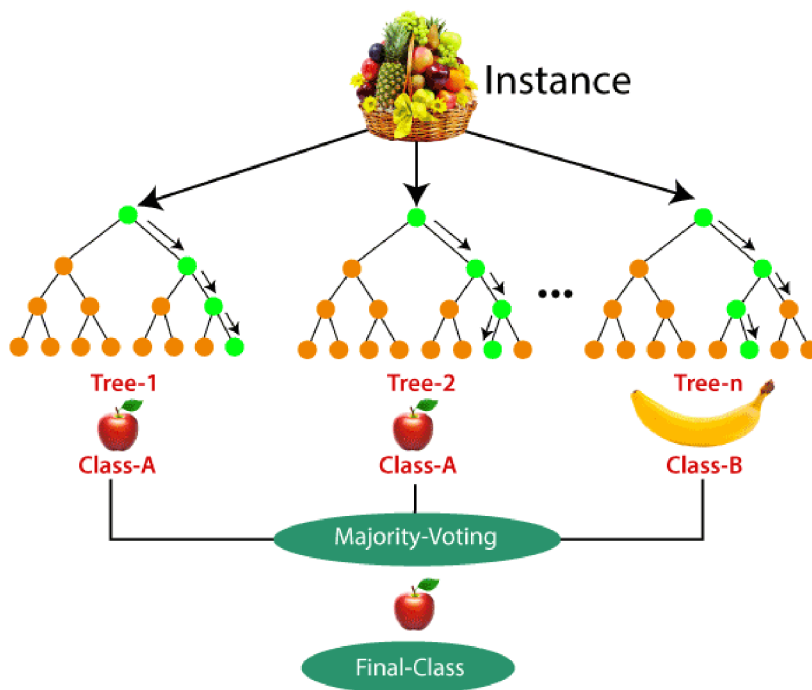 Instance
...
Tree-1
Tree-2
Tree-n
Class-A
Class-A
Class-B
Majority-Voting
Final-Class